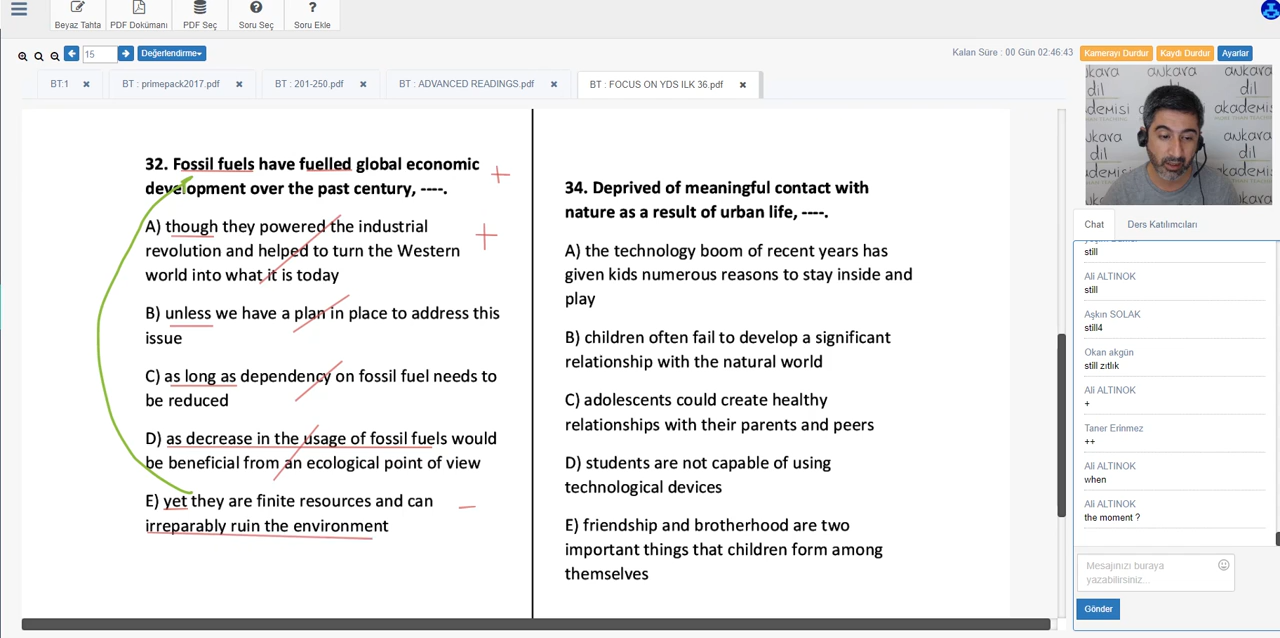 Beyaz Tahta
PDF Dokümanı
PDF Seç
Soru Seç
Soru Ekle
15
Değerlendirme
Kalan Süre : 00 Gün 02:46:43
Kamerayı Durdur
Kaydı Durdur
Ayarlar
BT:1
BT : primepack2017.pdf
BT : 201-250.pdf
BT : ADVANCED READINGS.pdf
BT : FOCUS ON YDS ILK 36.pdf
32. Fossil fuels have fuelled global economic
development over the past century, ----.
A) though they powered the industrial
revolution and helped to turn the Western
world into what it is today
B) unless we have a plan in place to address this
issue
C) as long as dependency on fossil fuel needs to
be reduced
D) as decrease in the usage of fossil fuels would
be beneficial from an ecological point of view
E) yet they are finite resources and can
irreparably ruin the environment
34. Deprived of meaningful contact with
nature as a result of urban life, ----.
A) the technology boom of recent years has
given kids numerous reasons to stay inside and
play
B) children often fail to develop a significant
relationship with the natural world
C) adolescents could create healthy
relationships with their parents and peers
D) students are not capable of using
technological devices
E) friendship and brotherhood are two
important things that children form among
themselves
ankara
dil
akademisi
Chat
Ders Katılımcıları
still
Ali ALTINOK
still
Aşkın SOLAK
still4
Okan akgün
still zıtlık
Ali ALTINOK
+
Taner Erinmez
++
Ali ALTINOK
when
Ali ALTINOK
the moment ?
Mesajınızı buraya
yazabilirsiniz...
Gönder